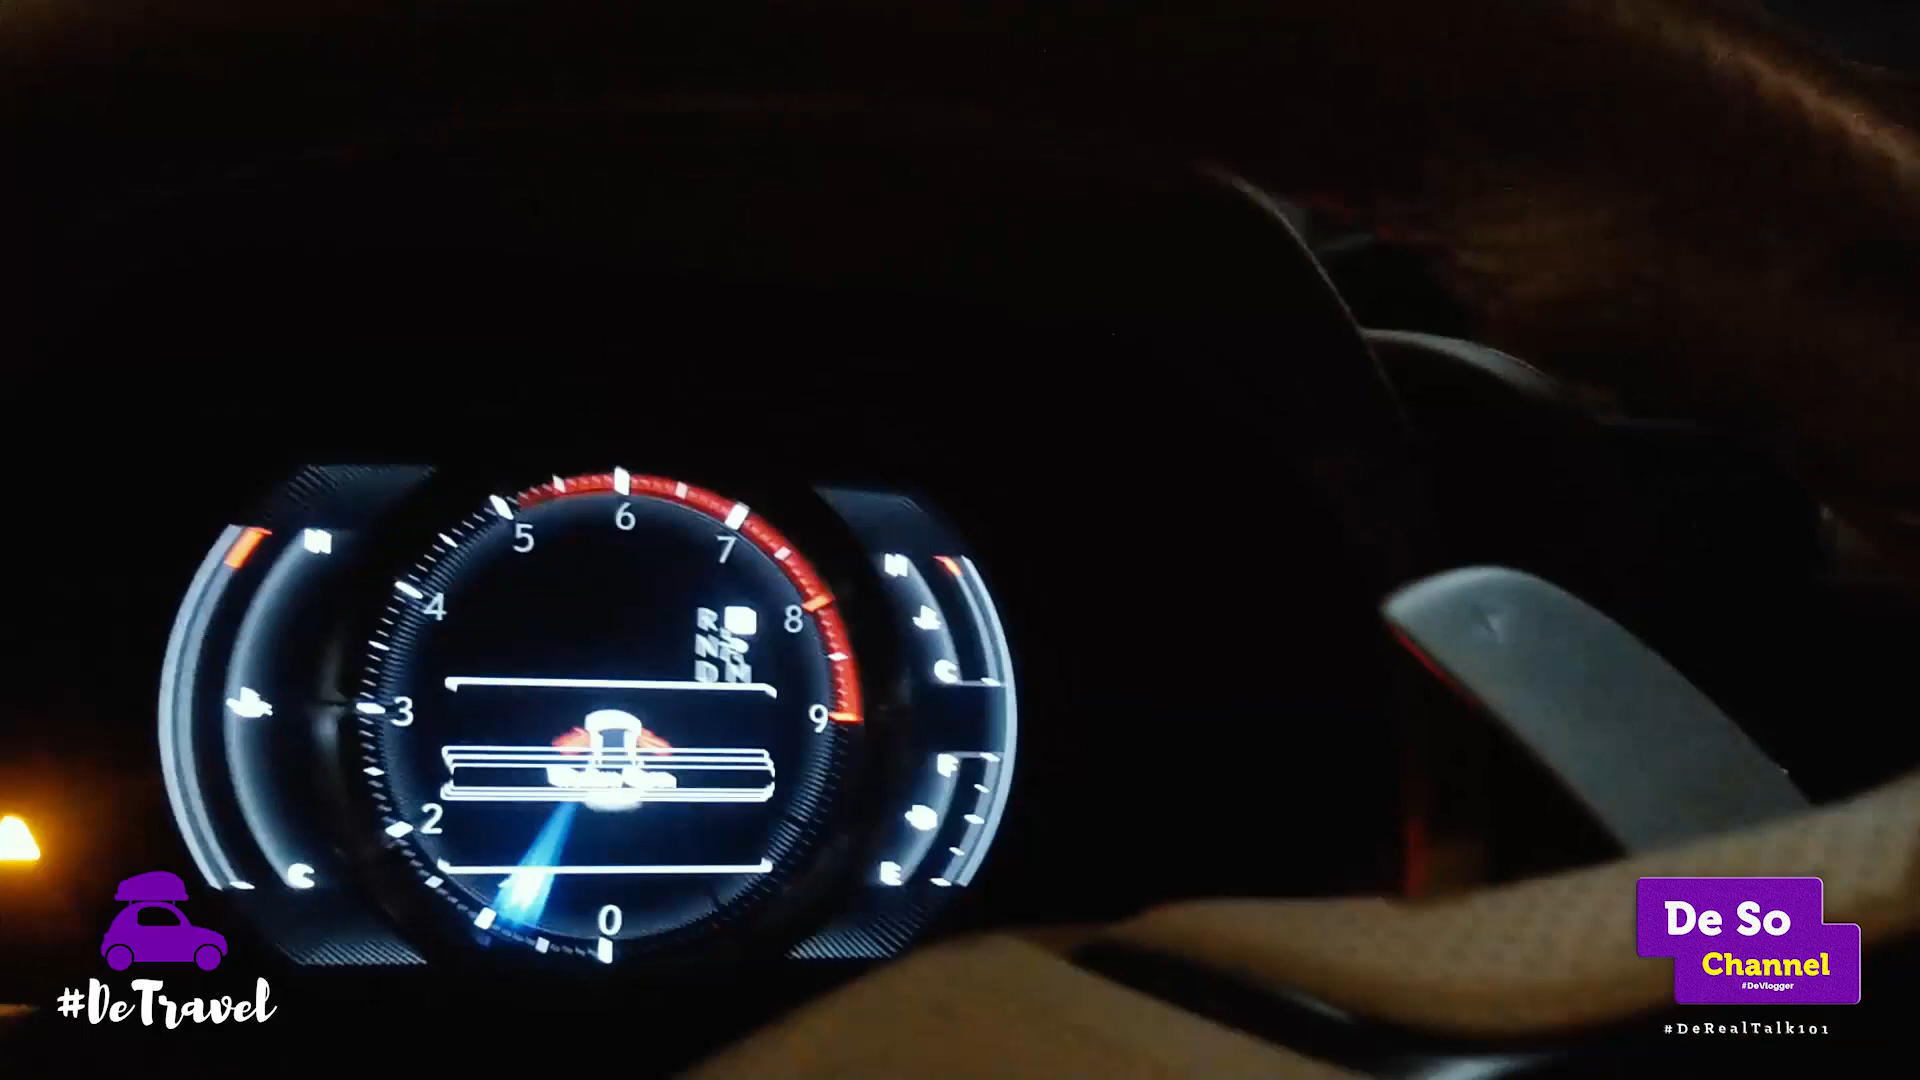 5
6
7
4
8
R
N
D
3
9
2
0
H
C
H
C
F
E
#DeTravel
De So
Channel
#DeVlogger
#DeRealTalk101